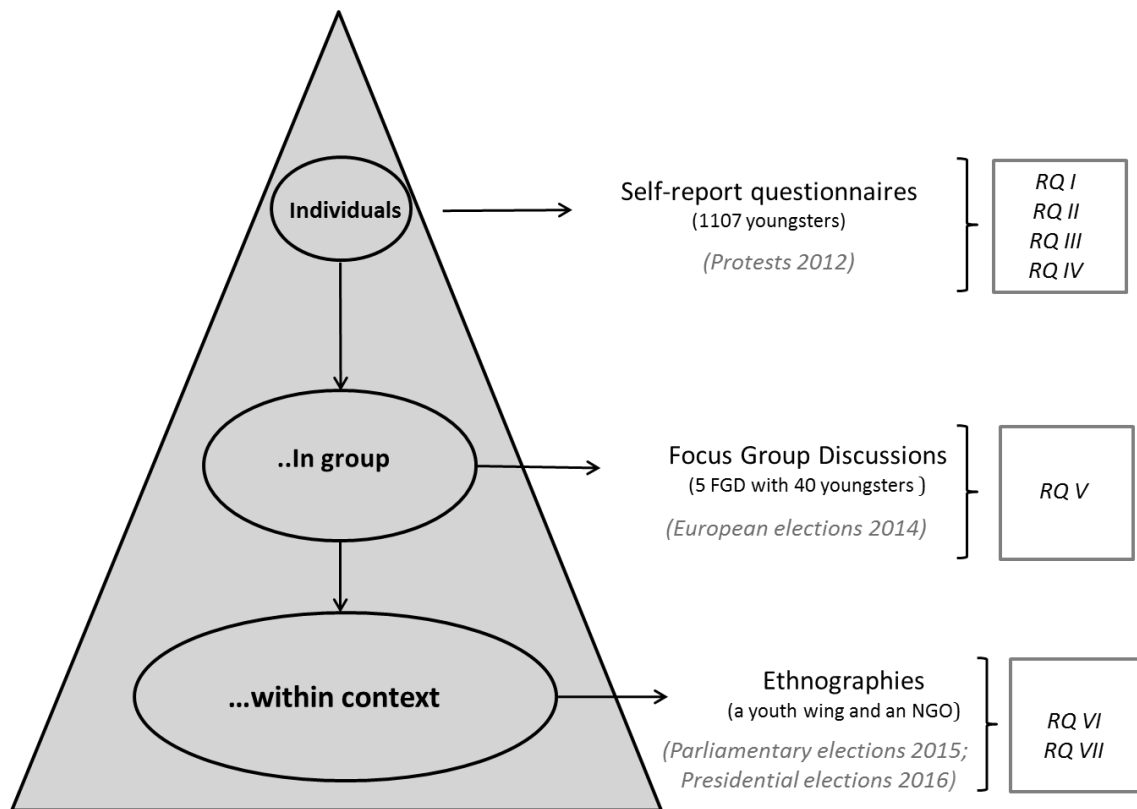 Individuals
Self-report questionnaires
(1107 youngsters)
(Protests 2012)
RQ I
RQ II
RQ III
RQ IV
..In group
Focus Group Discussions
(5 FGD with 40 youngsters )
(European elections 2014)
RQ V
...within context
Ethnographies
(a youth wing and an NGO)
(Parliamentary elections 2015;
Presidential elections 2016)
RQ VI
RQ VII